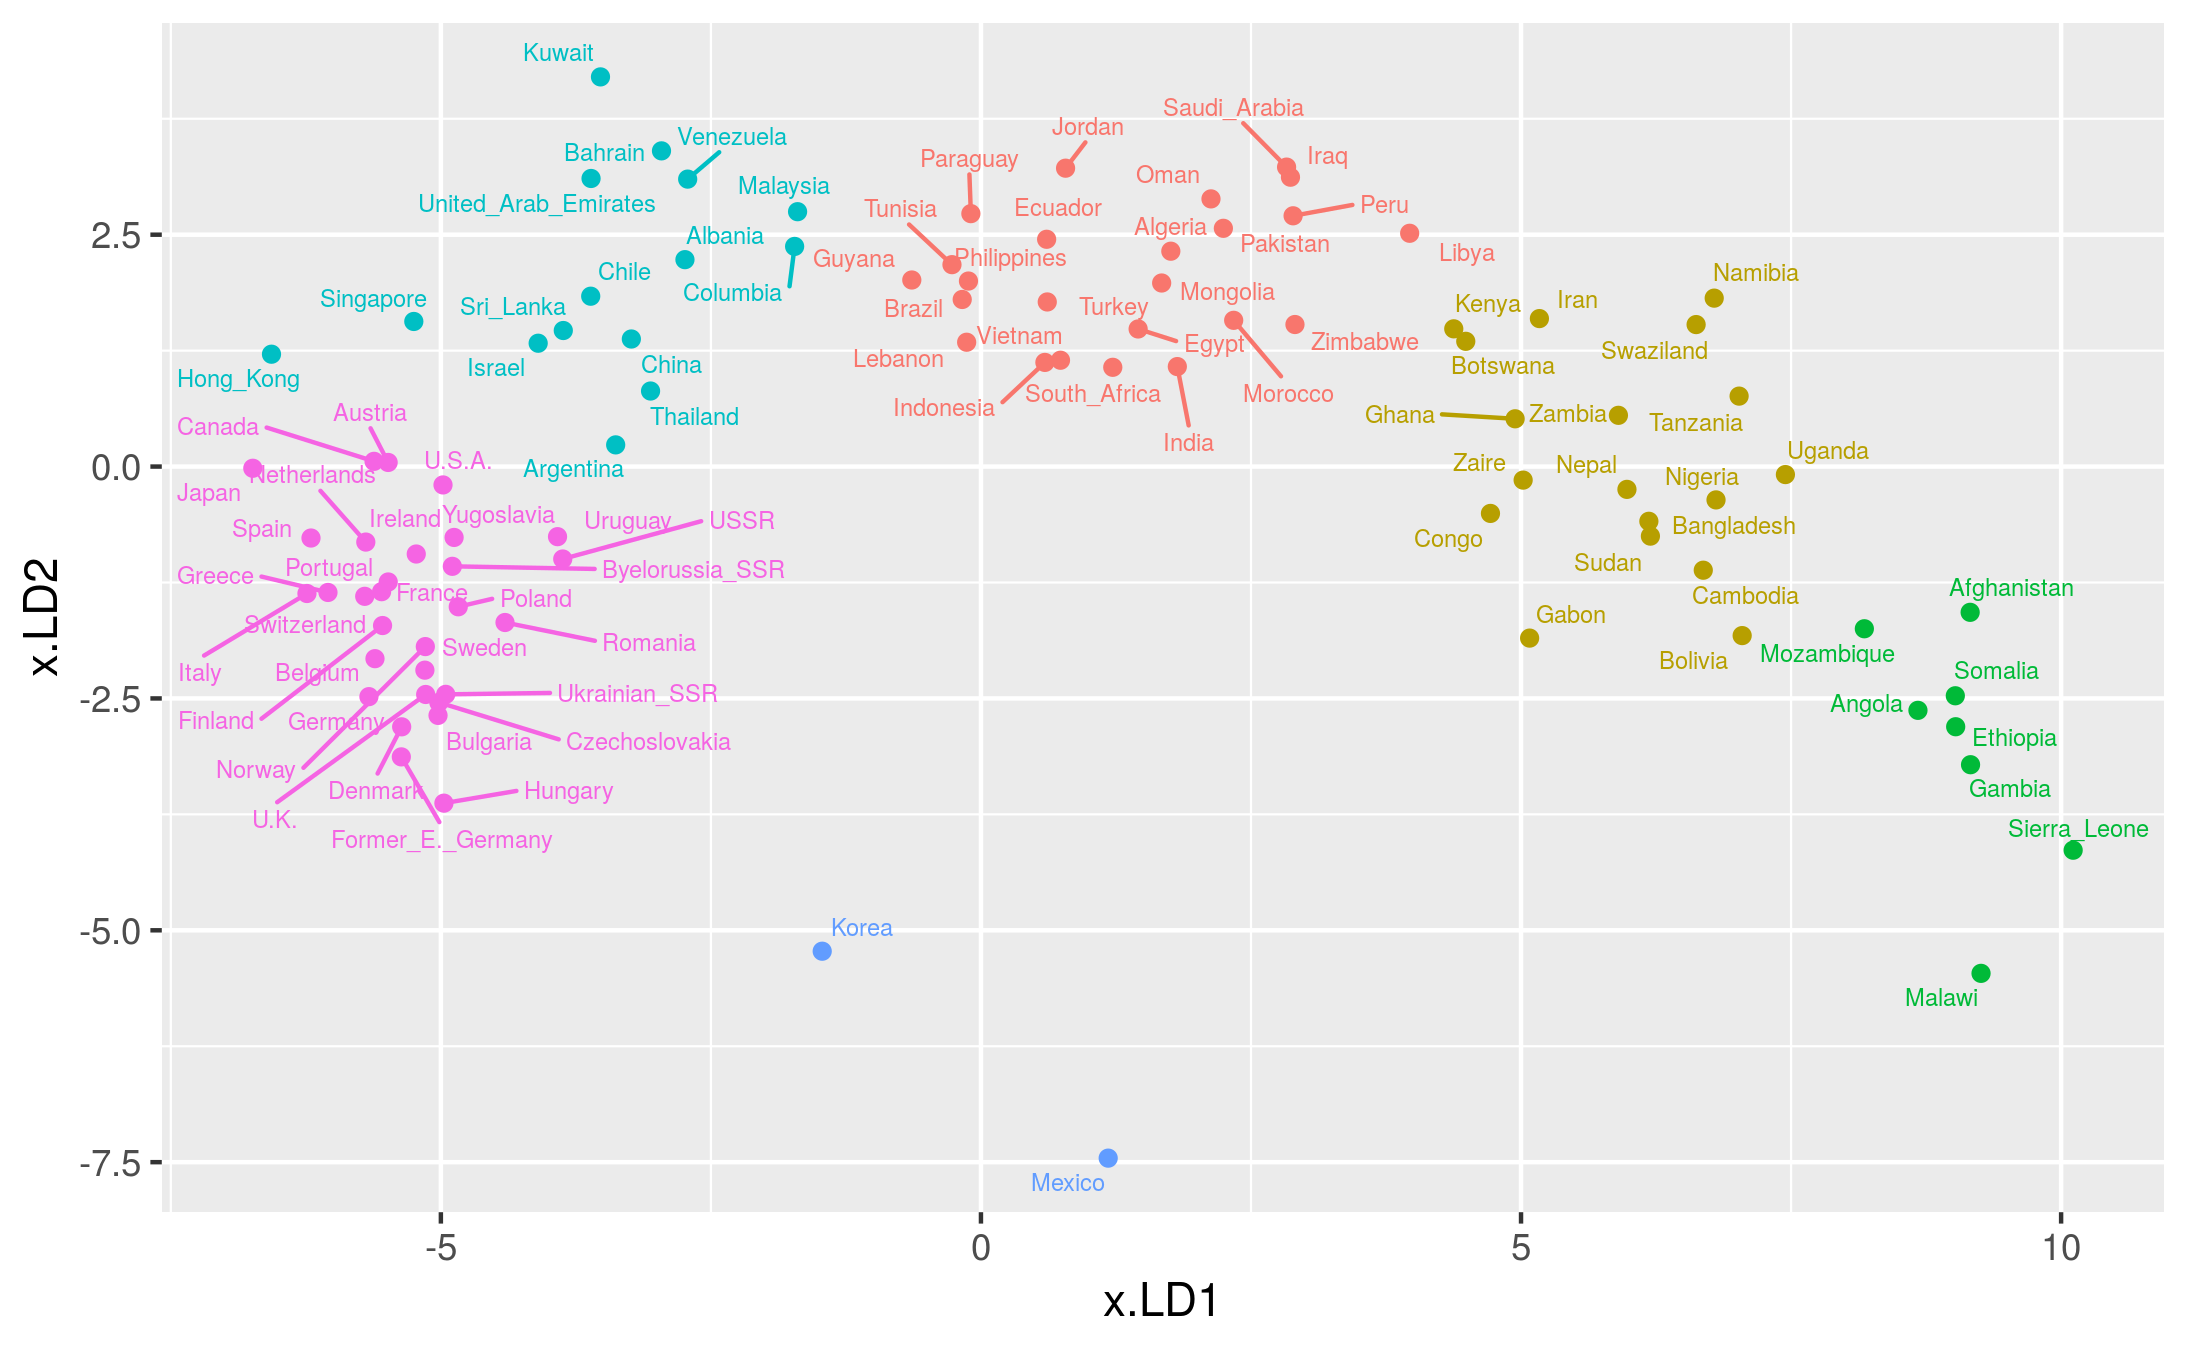 Kuwait
Saudi_Arabia
Jordan
Venezuela
Bahrain
Paraguay
Iraq
Oman
Malaysia
United_Arab_Emirates
Tunisia
Ecuador
Peru
Algeria
2.5
Albania
Pakistan
Libya
Guyana
Philippines
Chile
Namibia
Columbia
Mongolia
Singapore
Sri_Lanka
Brazil
Turkey
Kenya
Iran
Vietnam
Egypt
Zimbabwe
Swaziland
Lebanon
Israel
China
Botswana
Hong_Kong
South_Africa
Morocco
Indonesia
Austria
Thailand
Ghana
Zambia
Tanzania
Canada
India
Uganda
0.0
U.S.A.
Argentina
Zaire
Nepal
Netherlands
Nigeria
Japan
Ireland
Yugoslavia
Uruguay
USSR
Spain
Bangladesh
Congo
Portugal
Greece
Byelorussia_SSR
Sudan
France
Poland
Afghanistan
Cambodia
Gabon
Switzerland
Sweden
Romania
Mozambique
Bolivia
x.LD2
Italy
Belgium
Somalia
-2.5
Ukrainian_SSR
Angola
Finland
Germany
Bulgaria
Czechoslovakia
Ethiopia
Norway
Denmark
Hungary
Gambia
U.K.
Former_E._Germany
Sierra_Leone
-5.0
Korea
Malawi
-7.5
Mexico
-5
0
5
10
x.LD1